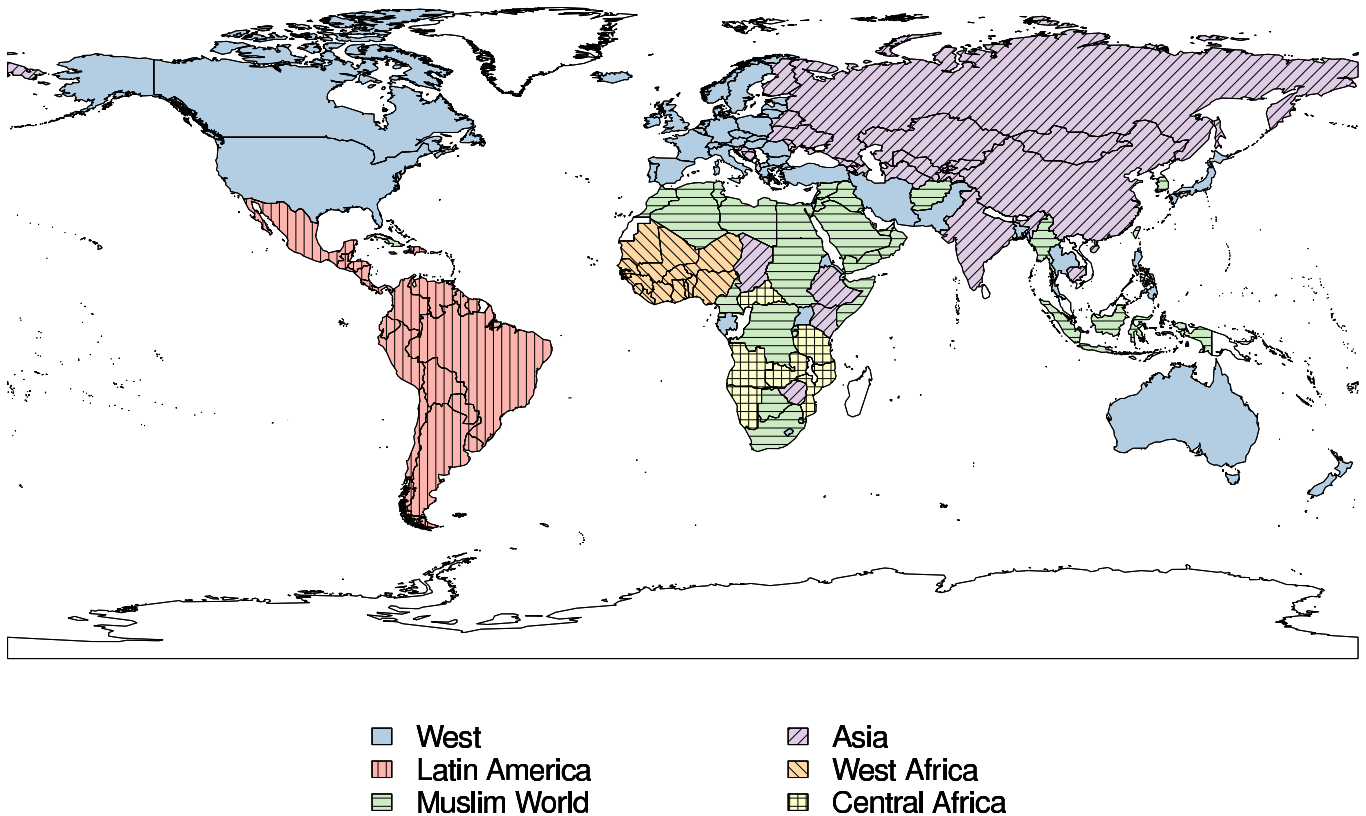 West
Latin America
Muslim World
Asia
West Africa
Central Africa